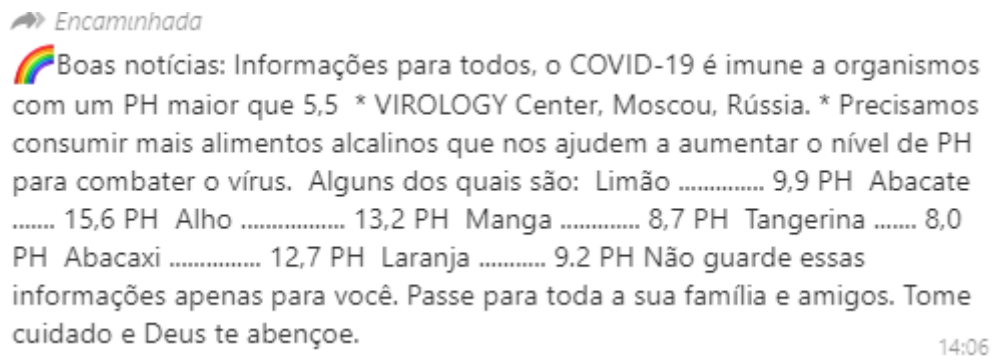 Encaminhada
🌈Boas notícias: Informações para todos, o COVID-19 é imune a organismos
com um PH maior que 5,5 * VIROLOGY Center, Moscou, Rússia. * Precisamos
consumir mais alimentos alcalinos que nos ajudem a aumentar o nível de PH
para combater o vírus. Alguns dos quais são: Limão .............. 9,9 PH Abacate
....... 15,6 PH Alho ................. 13,2 PH Manga ............. 8,7 PH Tangerina ....... 8,0
PH Abacaxi ............... 12,7 PH Laranja ........... 9.2 PH Não guarde essas
informações apenas para você. Passe para toda a sua família e amigos. Tome
cuidado e Deus te abençoe.
14:06